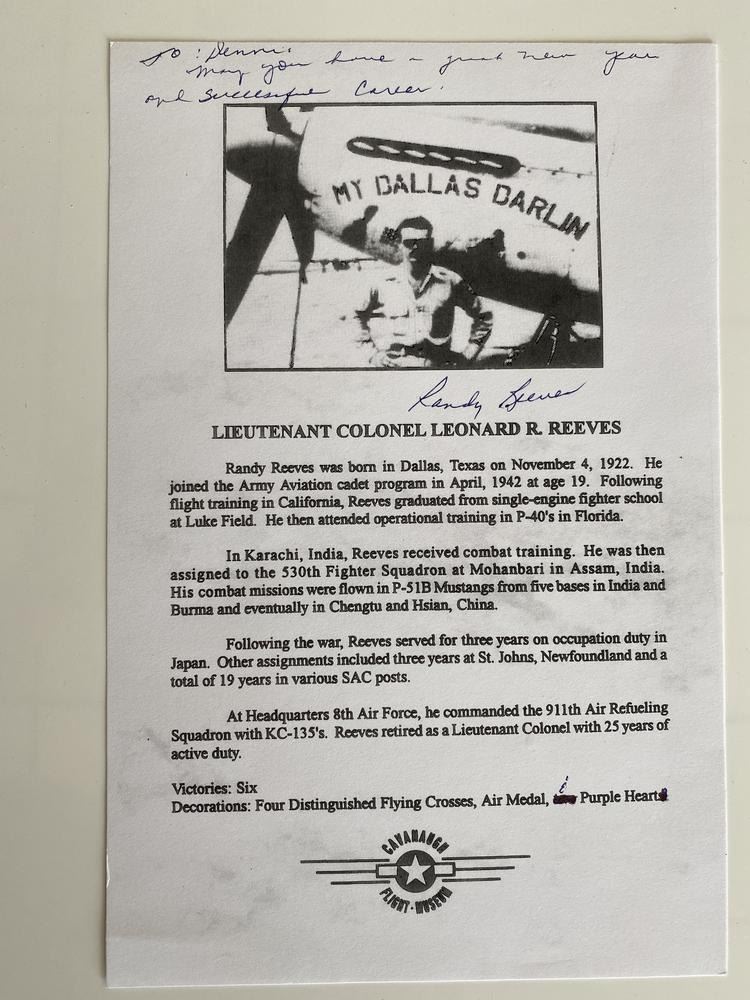 To: Dennis
May you have a great new year
and successful Career.
MY DALLAS DARLIN
Randy Reeves
LIEUTENANT COLONEL LEONARD R. REEVES
Randy Reeves was born in Dallas, Texas on November 4, 1922. He
joined the Army Aviation cadet program in April, 1942 at age 19. Following
flight training in California, Reeves graduated from single-engine fighter school
at Luke Field. He then attended operational training in P-40's in Florida.
In Karachi, India, Reeves received combat training. He was then
assigned to the 530th Fighter Squadron at Mohanbari in Assam, India.
His combat missions were flown in P-51B Mustangs from five bases in India and
Burma and eventually in Chengtu and Hsian, China.
Following the war, Reeves served for three years on occupation duty in
Japan. Other assignments included three years at St. Johns, Newfoundland and a
total of 19 years in various SAC posts.
At Headquarters 8th Air Force, he commanded the 911th Air Refueling
Squadron with KC-135's. Reeves retired as a Lieutenant Colonel with 25 years of
active duty.
Victories: Six
Decorations: Four Distinguished Flying Crosses, Air Medal, Purple Heart
CAVANAUGH
FLIGHT • MUSEUM